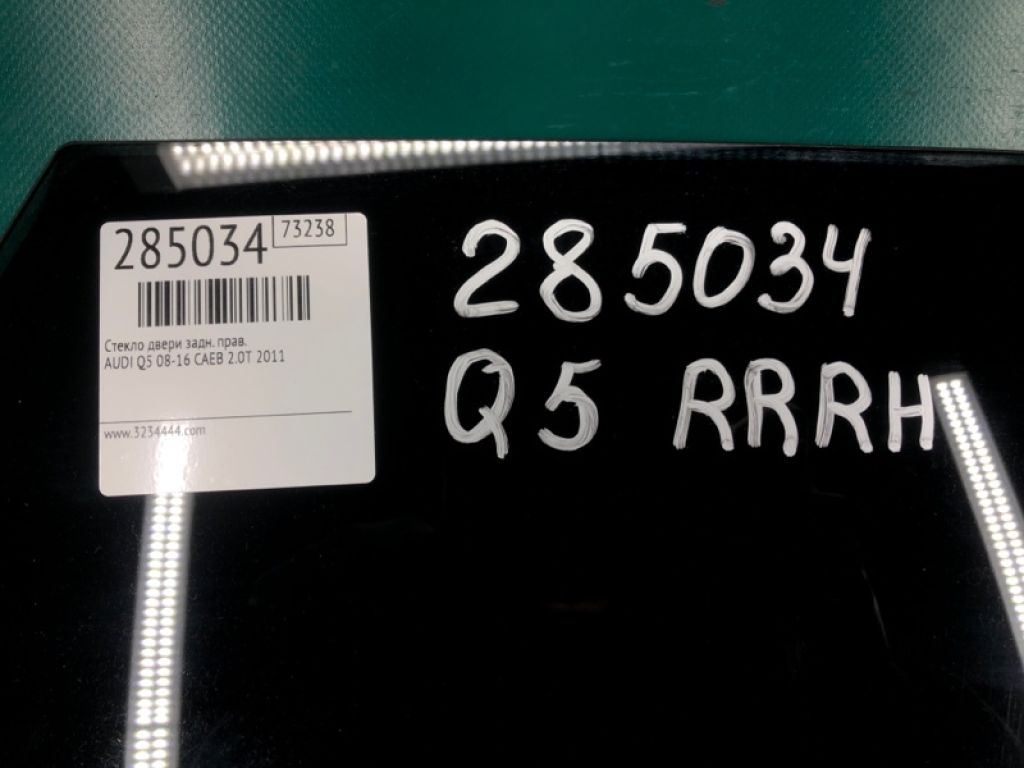 285034
73238
Стекло двери задн. прав.
AUDI Q5 08-16 CAEB 2.0T 2011
www.3234444.com
285034
Q5 RRRH